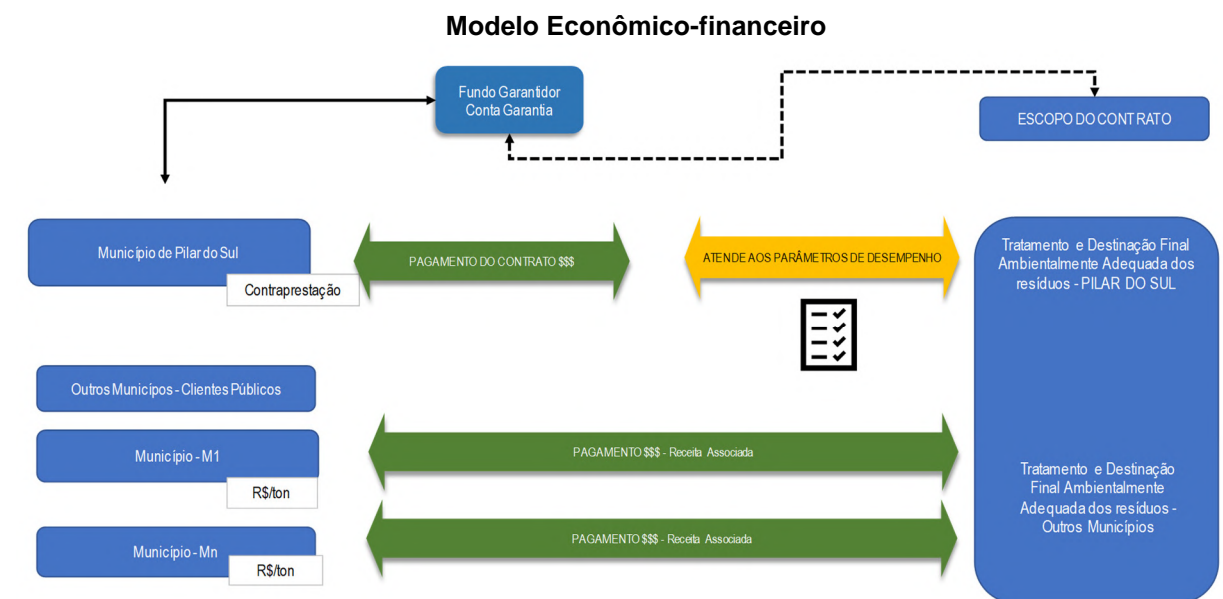 Modelo Econômico-financeiro
Fundo Garantidor
Conta Garantia
ESCOPO DO CONTRATO
Município de Pilar do Sul
Contraprestação
PAGAMENTO DO CONTRATO $$$
ATENDE AOS PARÂMETROS DE DESEMPENHO
Tratamento e Destinação Final
Ambientalmente Adequada dos
resíduos - PILAR DO SUL
Outros Municípos - Clientes Públicos
Município - M1
R$/ton
PAGAMENTO $$$ - Receita Associada
Tratamento e Destinação
Final Ambientalmente
Adequada dos resíduos -
Outros Municípios
Município - Mn
R$/ton
PAGAMENTO $$$ - Receita Associada